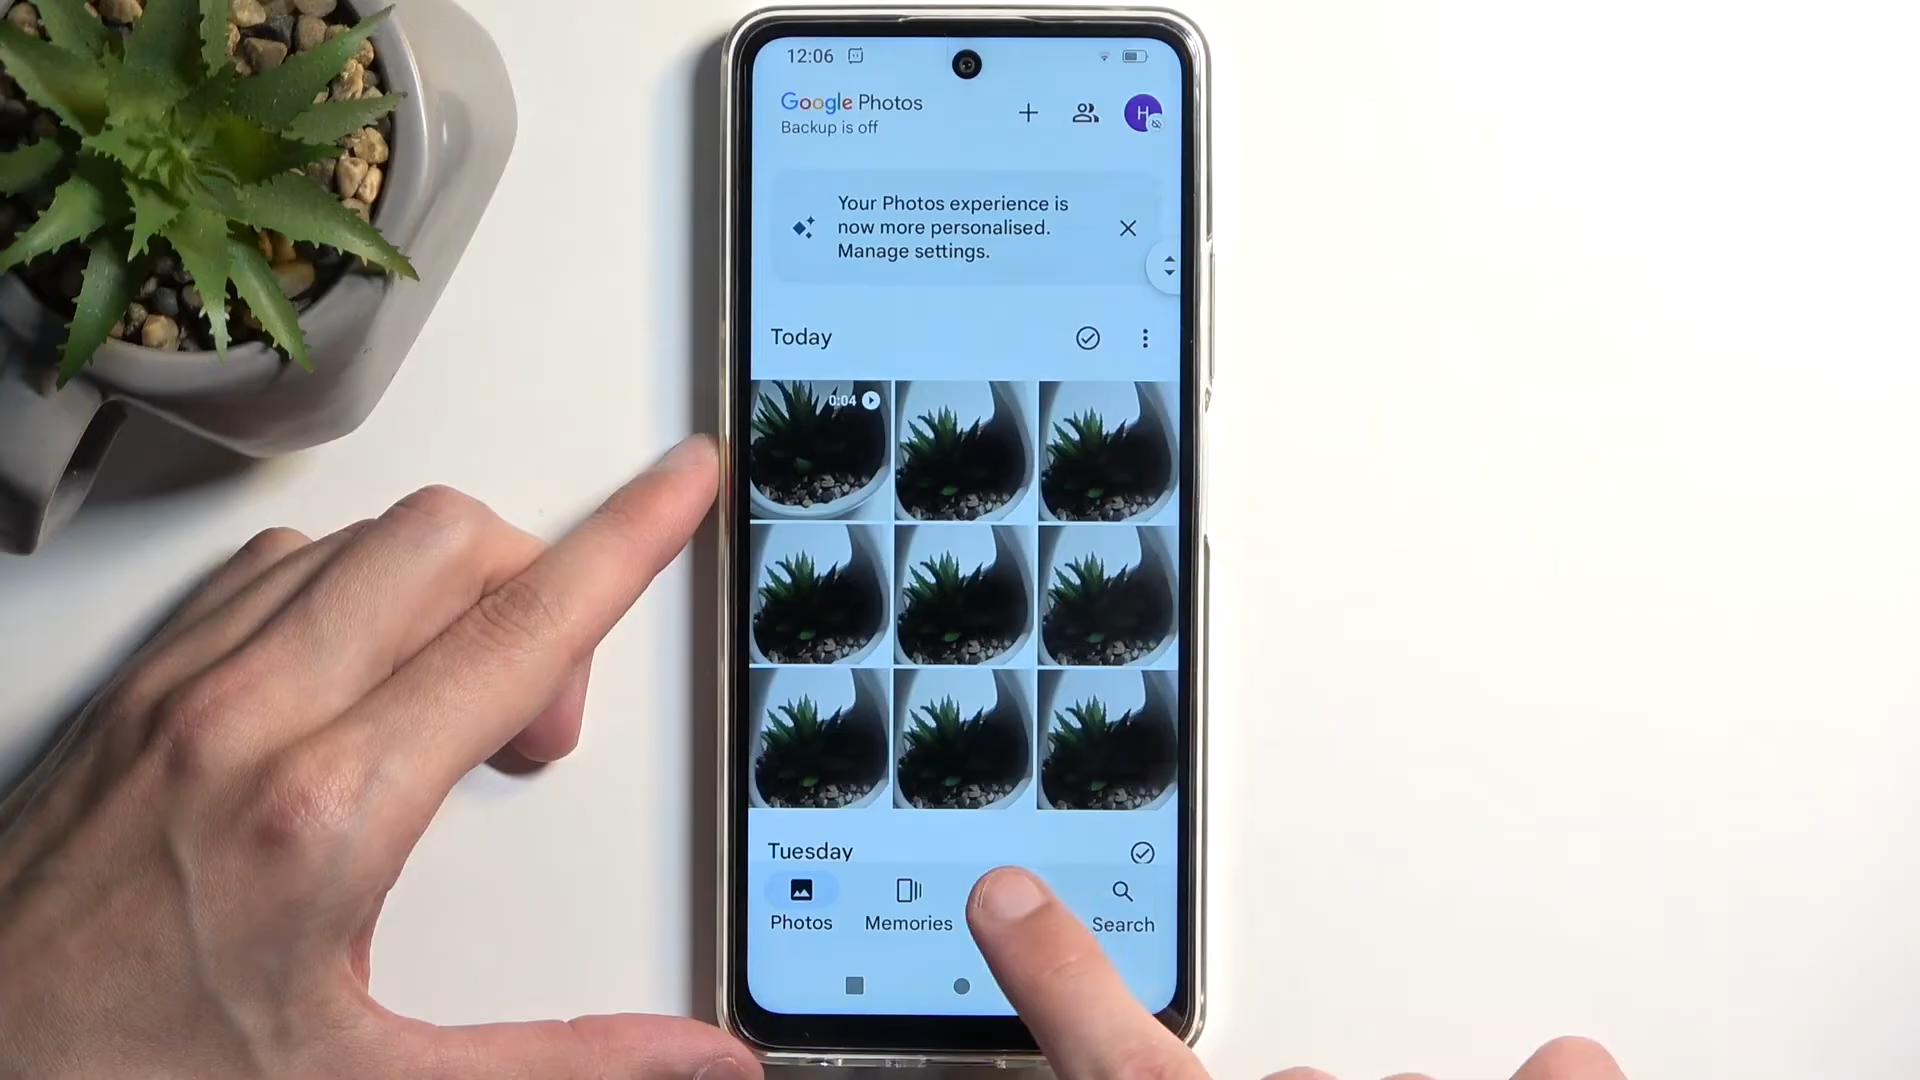 12:06
Google Photos
Backup is off
H
Your Photos experience is
now more personalised.
Manage settings.
Today
0:04
Tuesday
Photos
Memories
Search